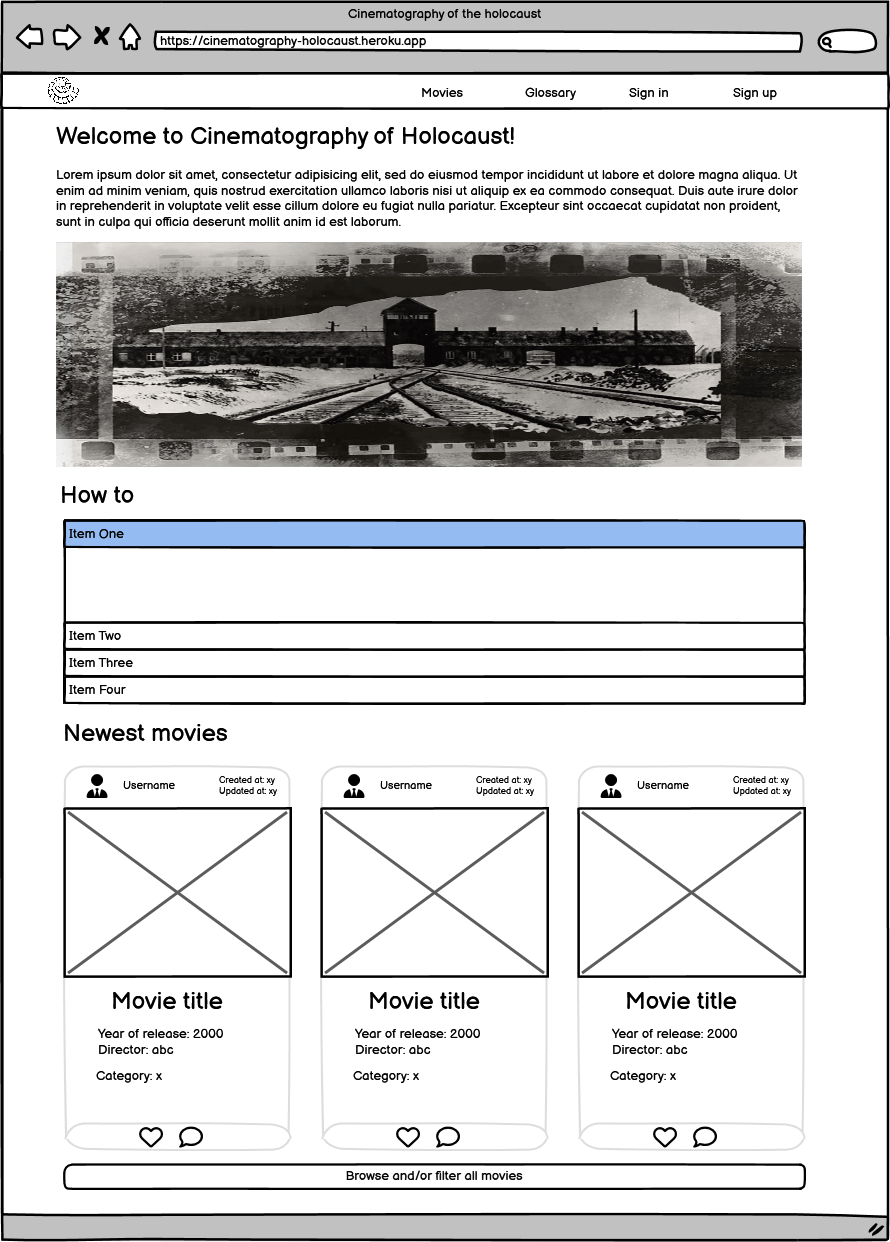 Cinematography of the holocaust
https://cinematography-holocaust.heroku.app
Movies Glossary Sign in Sign up
Welcome to Cinematography of Holocaust!
Lorem ipsum dolor sit amet, consectetur adipisicing elit, sed do eiusmod tempor incididunt ut labore et dolore magna aliqua. Ut
enim ad minim veniam, quis nostrud exercitation ullamco laboris nisi ut aliquip ex ea commodo consequat. Duis aute irure dolor
in reprehenderit in voluptate velit esse cillum dolore eu fugiat nulla pariatur. Excepteur sint occaecat cupidatat non proident,
sunt in culpa qui officia deserunt mollit anim id est laborum.
How to
Item One
Item Two
Item Three
Item Four
Newest movies
Username
Created at: xy
Updated at: xy
Movie title
Year of release: 2000
Director: abc
Category: x
Username
Created at: xy
Updated at: xy
Movie title
Year of release: 2000
Director: abc
Category: x
Username
Created at: xy
Updated at: xy
Movie title
Year of release: 2000
Director: abc
Category: x
Browse and/or filter all movies